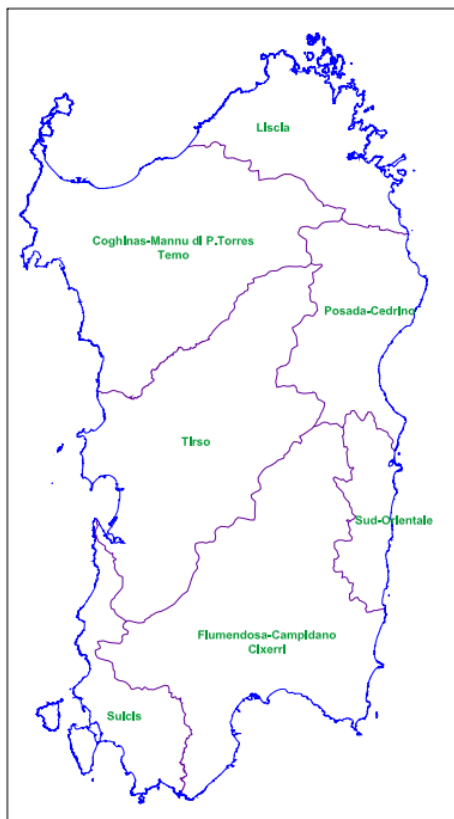 Liscia
Coghinas-Mannu di P.Torres
Temo
Posada-Cedrino
Tirso
Sud-Orientale
Flumendosa-Campidano
Cixerri
Sulcis